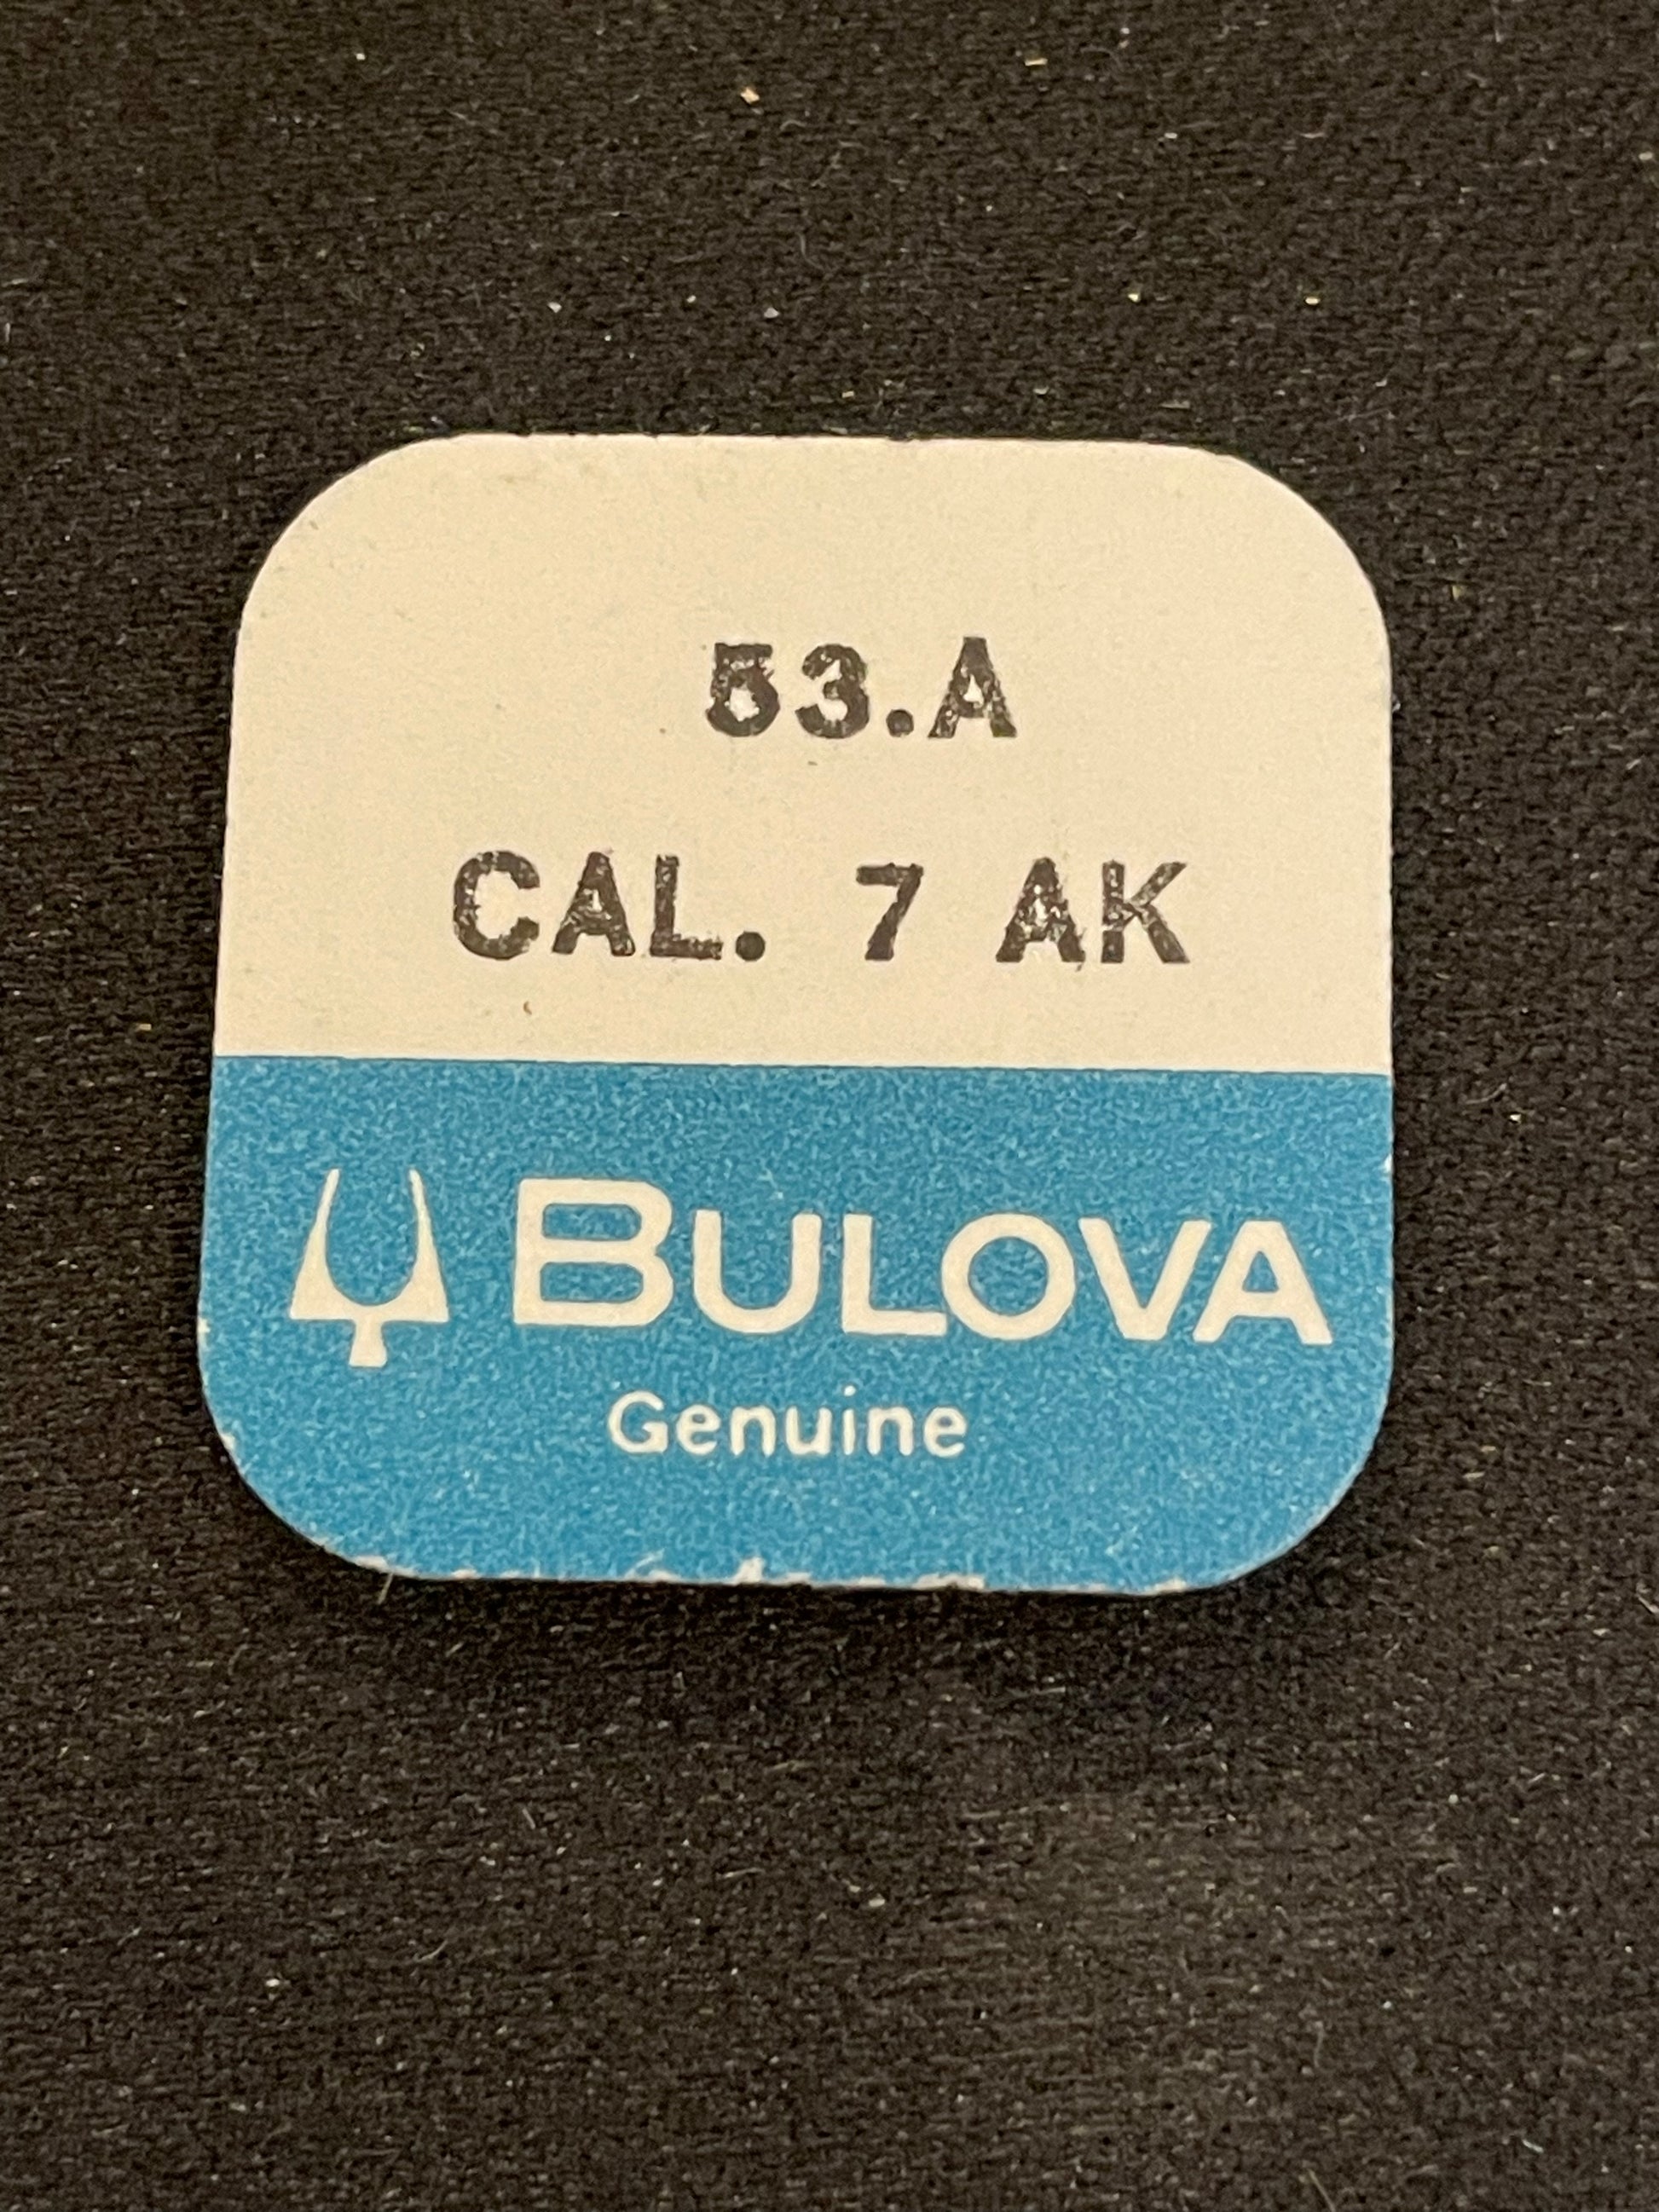 53.A
CAL. 7 AK
BULOVA
Genuine